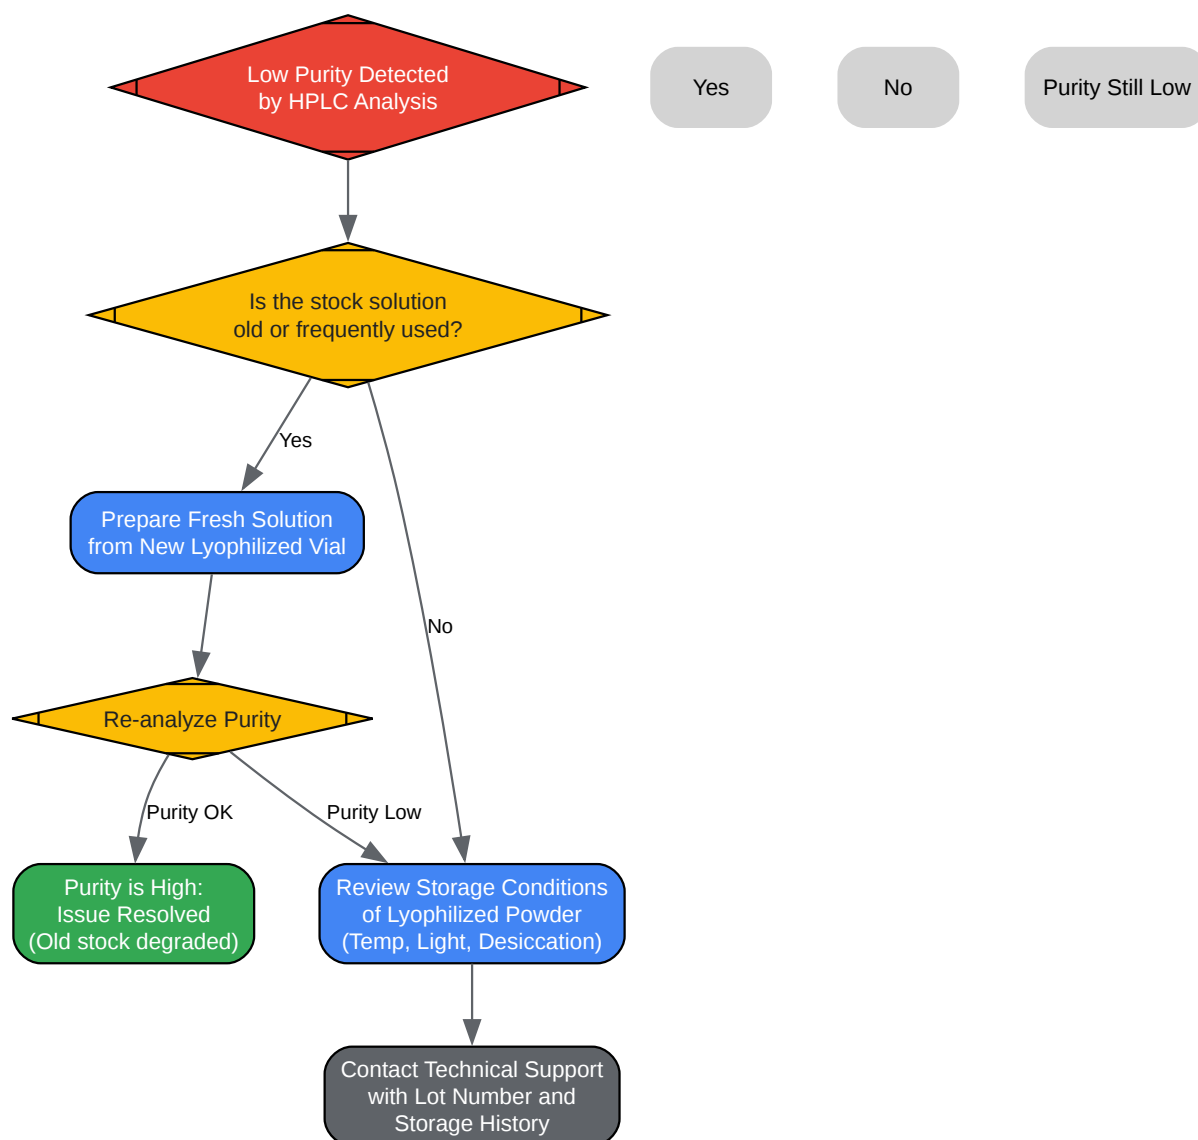 Low Purity Detected
by HPLC Analysis
Yes
No
Purity Still Low
Is the stock solution
old or frequently used?
Yes
Prepare Fresh Solution
from New Lyophilized Vial
No
Re-analyze Purity
Purity OK
Purity Low
Purity is High:
Issue Resolved
(Old stock degraded)
Review Storage Conditions
of Lyophilized Powder
(Temp, Light, Desiccation)
Contact Technical Support
with Lot Number and
Storage History